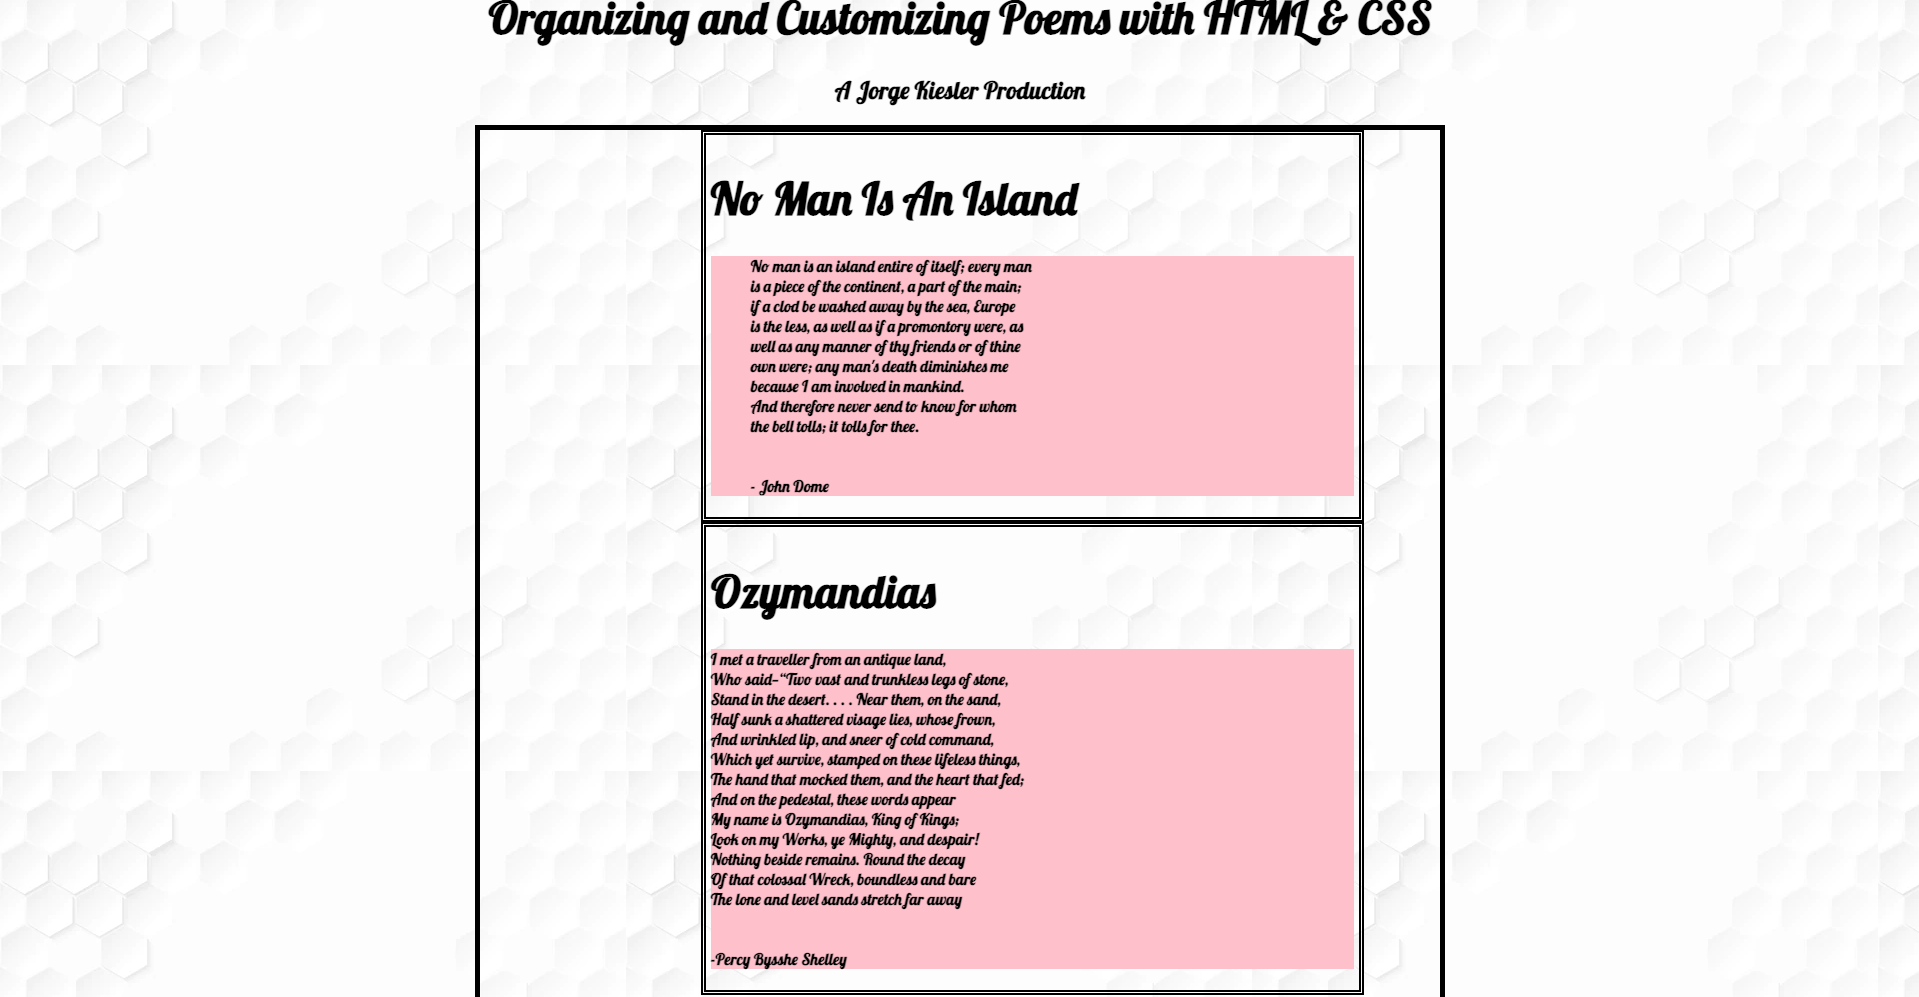 Organizing and Customizing Poems with HTML & CSS
A Jorge Kiesler Production
No Man Is An Island
No man is an island entire of itself; every man
is a piece of the continent, a part of the main;
if a clod be washed away by the sea, Europe
is the less, as well as if a promontory were, as
well as any manner of thy friends or of thine
own were; any man's death diminishes me
because I am involved in mankind.
And therefore never send to know for whom
the bell tolls; it tolls for thee.
- John Dome
Ozymandias
I met a traveller from an antique land,
Who said—“Two vast and trunkless legs of stone,
Stand in the desert. . . . Near them, on the sand,
Half sunk a shattered visage lies, whose frown,
And wrinkled lip, and sneer of cold command,
Which yet survive, stamped on these lifeless things,
The hand that mocked them, and the heart that fed;
And on the pedestal, these words appear
My name is Ozymandias, King of Kings;
Look on my Works, ye Mighty, and despair!
Nothing beside remains. Round the decay
Of that colossal Wreck, boundless and bare
The lone and level sands stretch far away
-Percy Bysshe Shelley